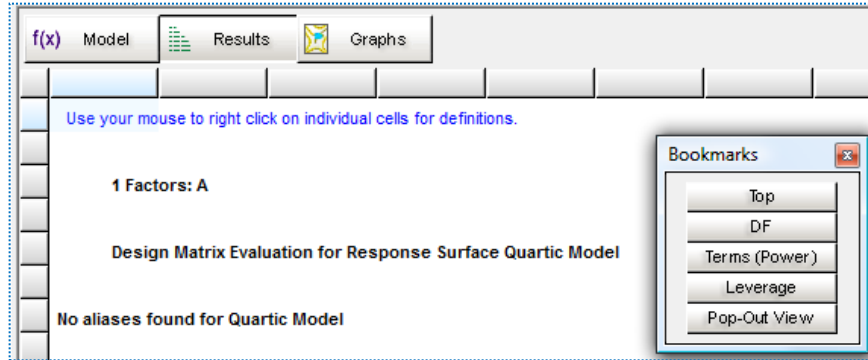 f(x) Model Results Graphs
Use your mouse to right click on individual cells for definitions.
Bookmarks
1 Factors: A
Top
DF
Design Matrix Evaluation for Response Surface Quartic Model
Terms (Power)
Leverage
No aliases found for Quartic Model
Pop-Out View